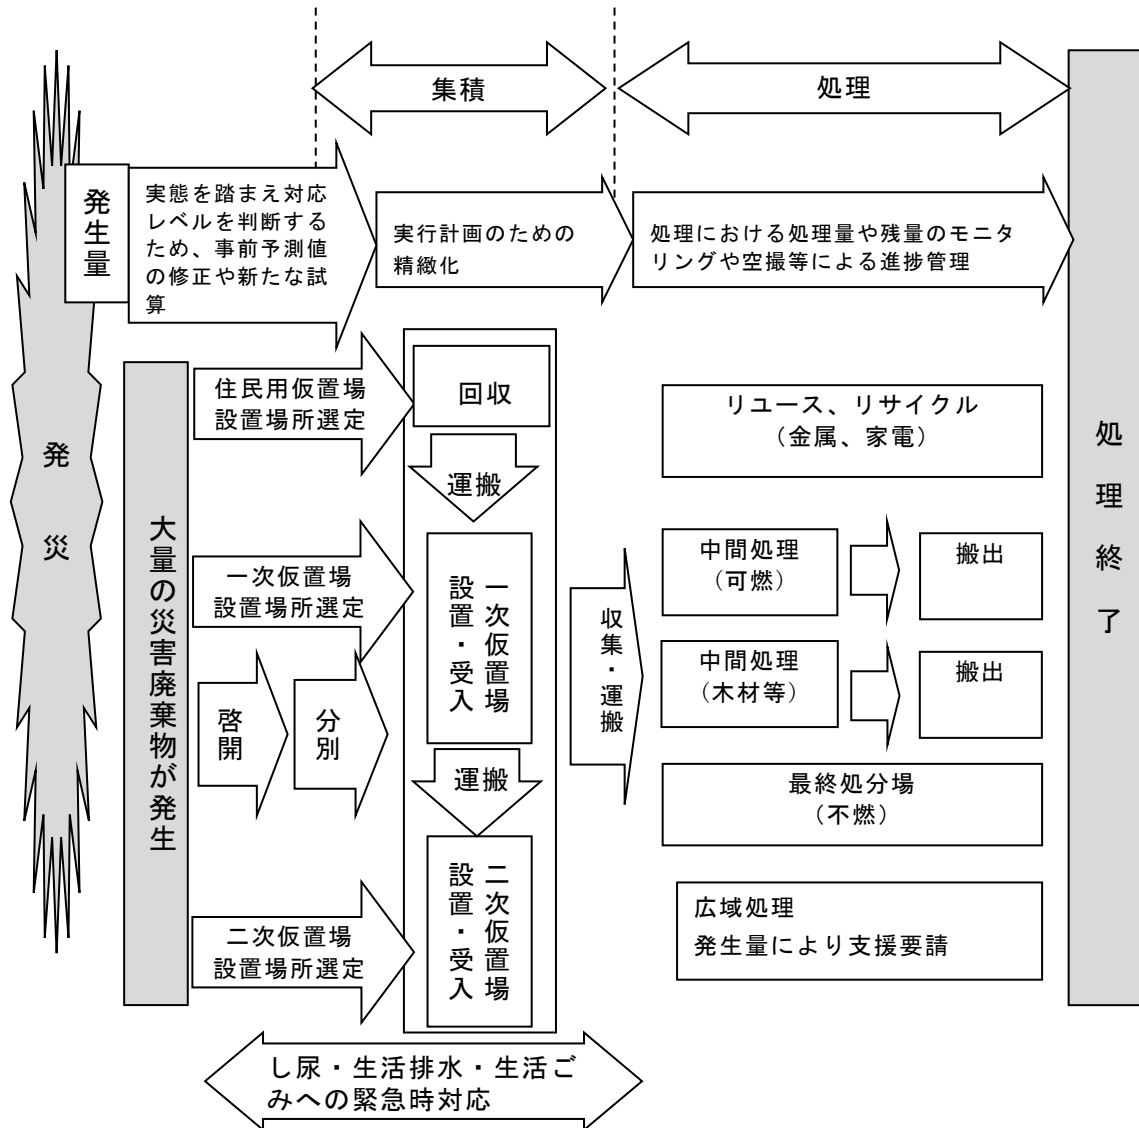 集積
処理
発生量
実態を踏まえ対応
レベルを判断する
ため、事前予測値
の修正や新たな試
算
実行計画のための
精緻化
処理における処理量や残量のモニタ
リングや空撮等による進捗管理
発災
大量の災害廃棄物が発生
住民用仮置場
設置場所選定
回収
運搬
一次仮置場
設置場所選定
一次仮置場
設置・受入
啓開
分別
運搬
二次仮置場
設置場所選定
二次仮置場
設置・受入
収集・運搬
リユース、リサイクル
（金属、家電）
中間処理
（可燃）
搬出
中間処理
（木材等）
搬出
最終処分場
（不燃）
広域処理
発生量により支援要請
処理終了
し尿・生活排水・生活ご
みへの緊急時対応